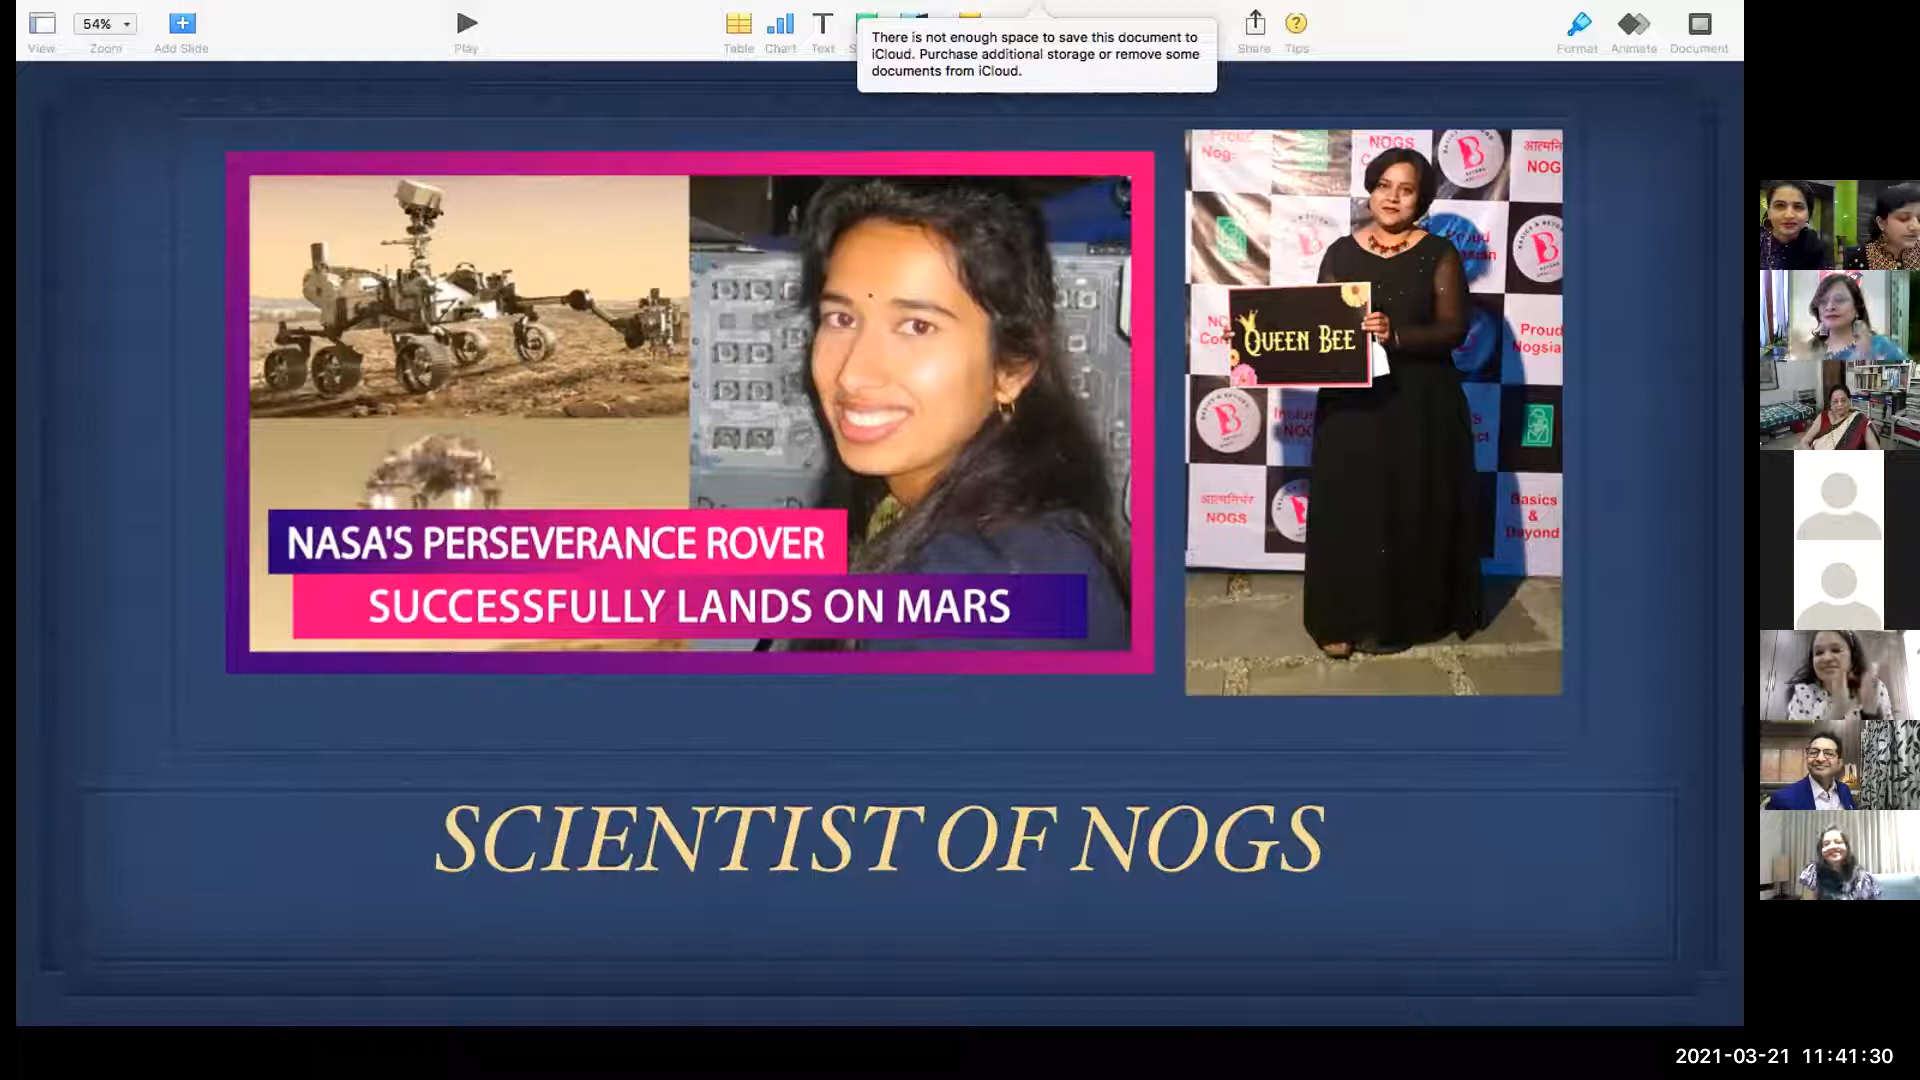 54%
View
Zoom
Add Slide
Play
Table
Chart
Text
Share
Tips
Format
Animate
Document
There is not enough space to save this document to
iCloud. Purchase additional storage or remove some
documents from iCloud.
NASA'S PERSEVERANCE ROVER
SUCCESSFULLY LANDS ON MARS
NOGS
NOG
QUEEN BEE
Proud
Nogsia
आत्मनिर्भर
NOGS
Basics
&
Beyond
SCIENTIST OF NOGS
2021-03-21 11:41:30